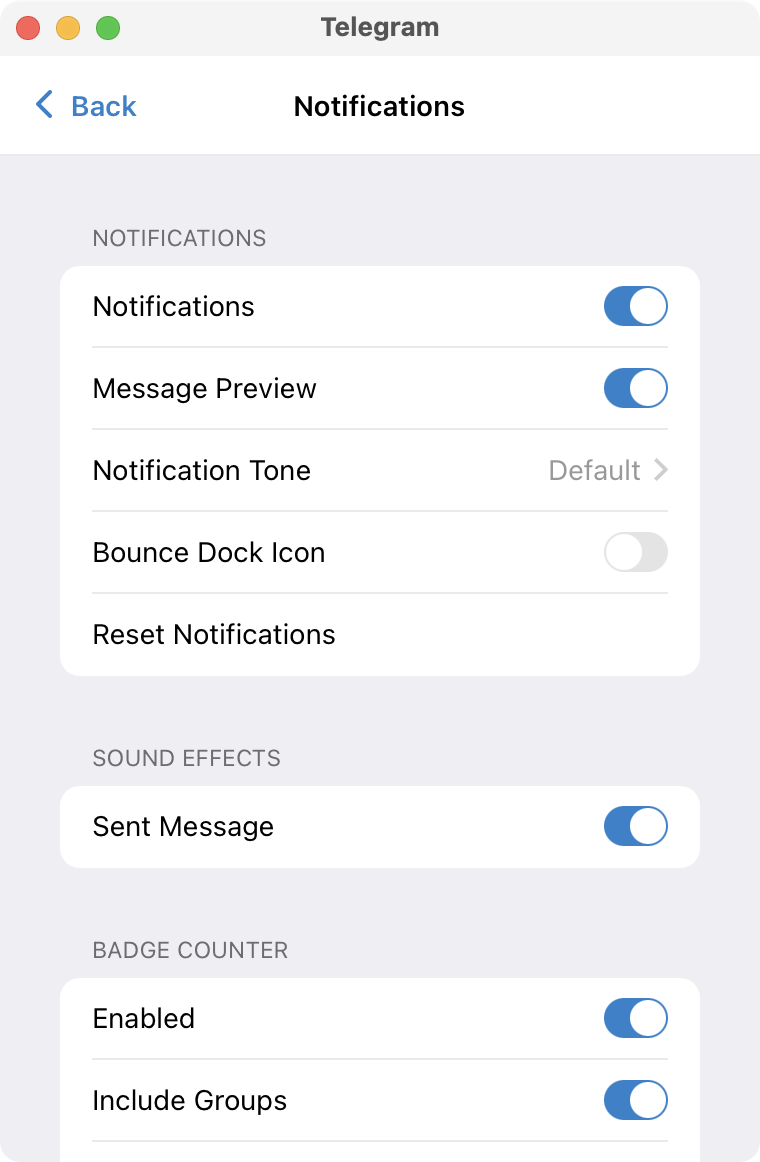 Telegram
Back
Notifications
NOTIFICATIONS
Notifications
Message Preview
Notification Tone Default
Bounce Dock Icon
Reset Notifications
SOUND EFFECTS
Sent Message
BADGE COUNTER
Enabled
Include Groups